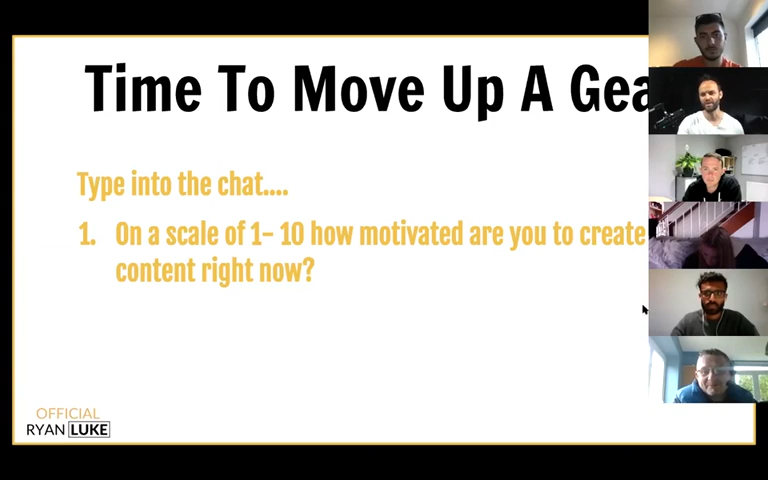 Time To Move Up A Gea
Type into the chat....
1. On a scale of 1- 10 how motivated are you to create
content right now?
OFFICIAL
RYAN LUKE